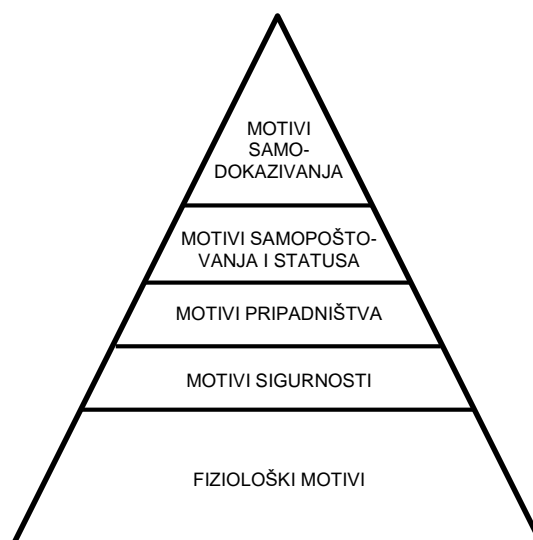 MOTIVI
SAMO-
DOKAZIVANJA
MOTIVI SAMOPOŠTO-
VANJA I STATUSA
MOTIVI PRIPADNIŠTVA
MOTIVI SIGURNOSTI
FIZIOLOŠKI MOTIVI